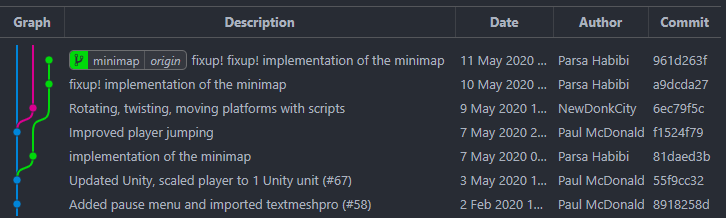 Graph Description Date Author Commit
minimap origin fixup! fixup! implementation of the minimap 11 May 2020 ... Parsa Habibi 961d263f
fixup! implementation of the minimap 10 May 2020 ... Parsa Habibi a9dcda27
Rotating, twisting, moving platforms with scripts 9 May 2020 1... NewDonkCity 6ec79f5c
Improved player jumping 7 May 2020 2... Paul McDonald f1524f79
implementation of the minimap 7 May 2020 0... Parsa Habibi 81daed3b
Updated Unity, scaled player to 1 Unity unit (#67) 3 May 2020 1... Paul McDonald 55f9cc32
Added pause menu and imported textmeshpro (#58) 2 Feb 2020 1... Paul McDonald 8918258d